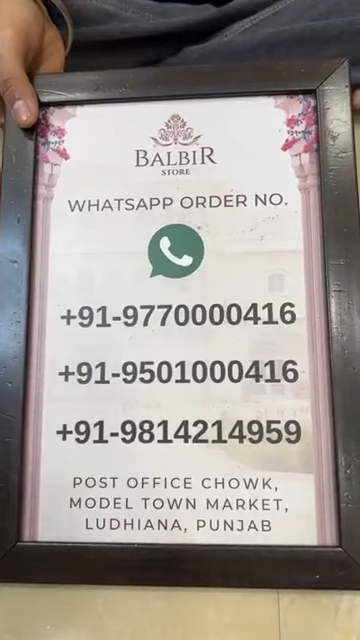 BALBIR
STORE
WHATSAPP ORDER NO.
+91-9770000416
+91-9501000416
+91-9814214959
POST OFFICE CHOWK,
MODEL TOWN MARKET,
LUDHIANA, PUNJAB